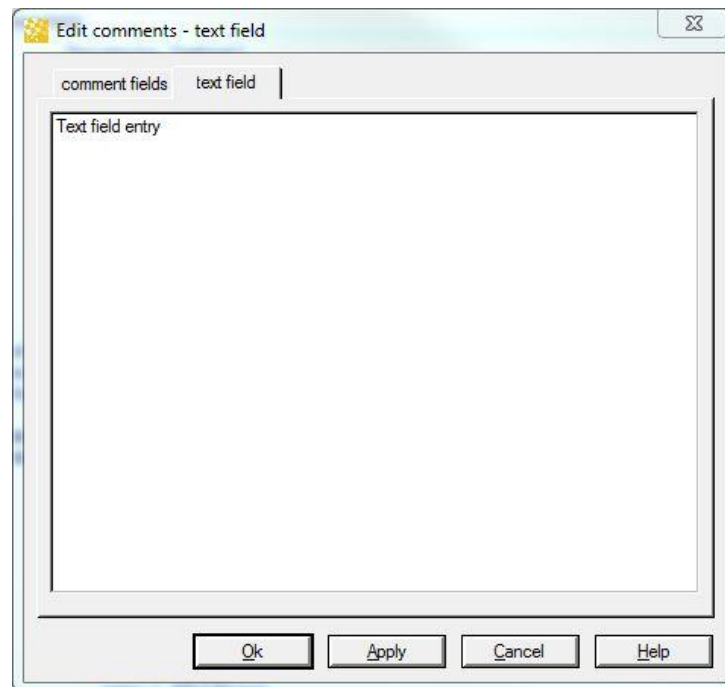 Edit comments - text field
comment fields text field
Text field entry
Ok Apply Cancel Help